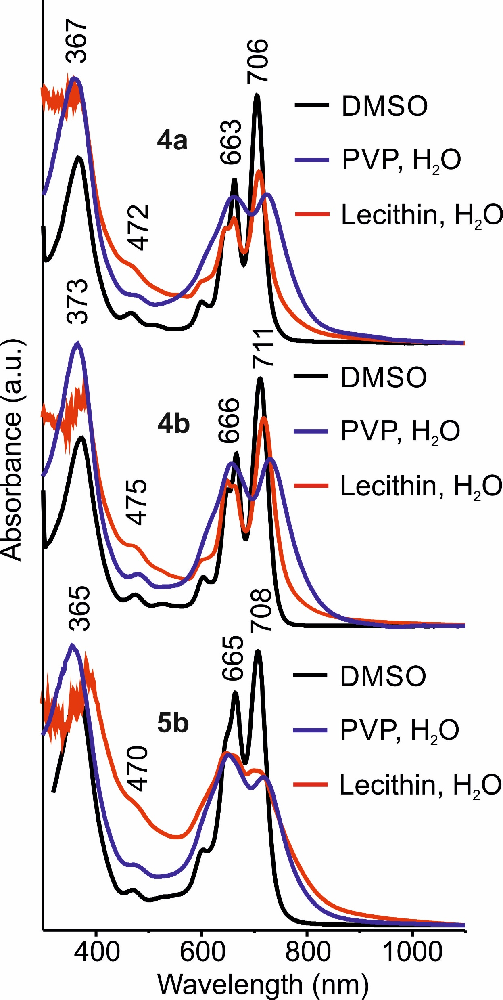 367
706
663
4a
472
DMSO
PVP, H₂O
Lecithin, H₂O
373
711
666
4b
475
DMSO
PVP, H₂O
Lecithin, H₂O
Absorbance (a.u.)
365
708
665
5b
470
DMSO
PVP, H₂O
Lecithin, H₂O
400 600 800 1000
Wavelength (nm)